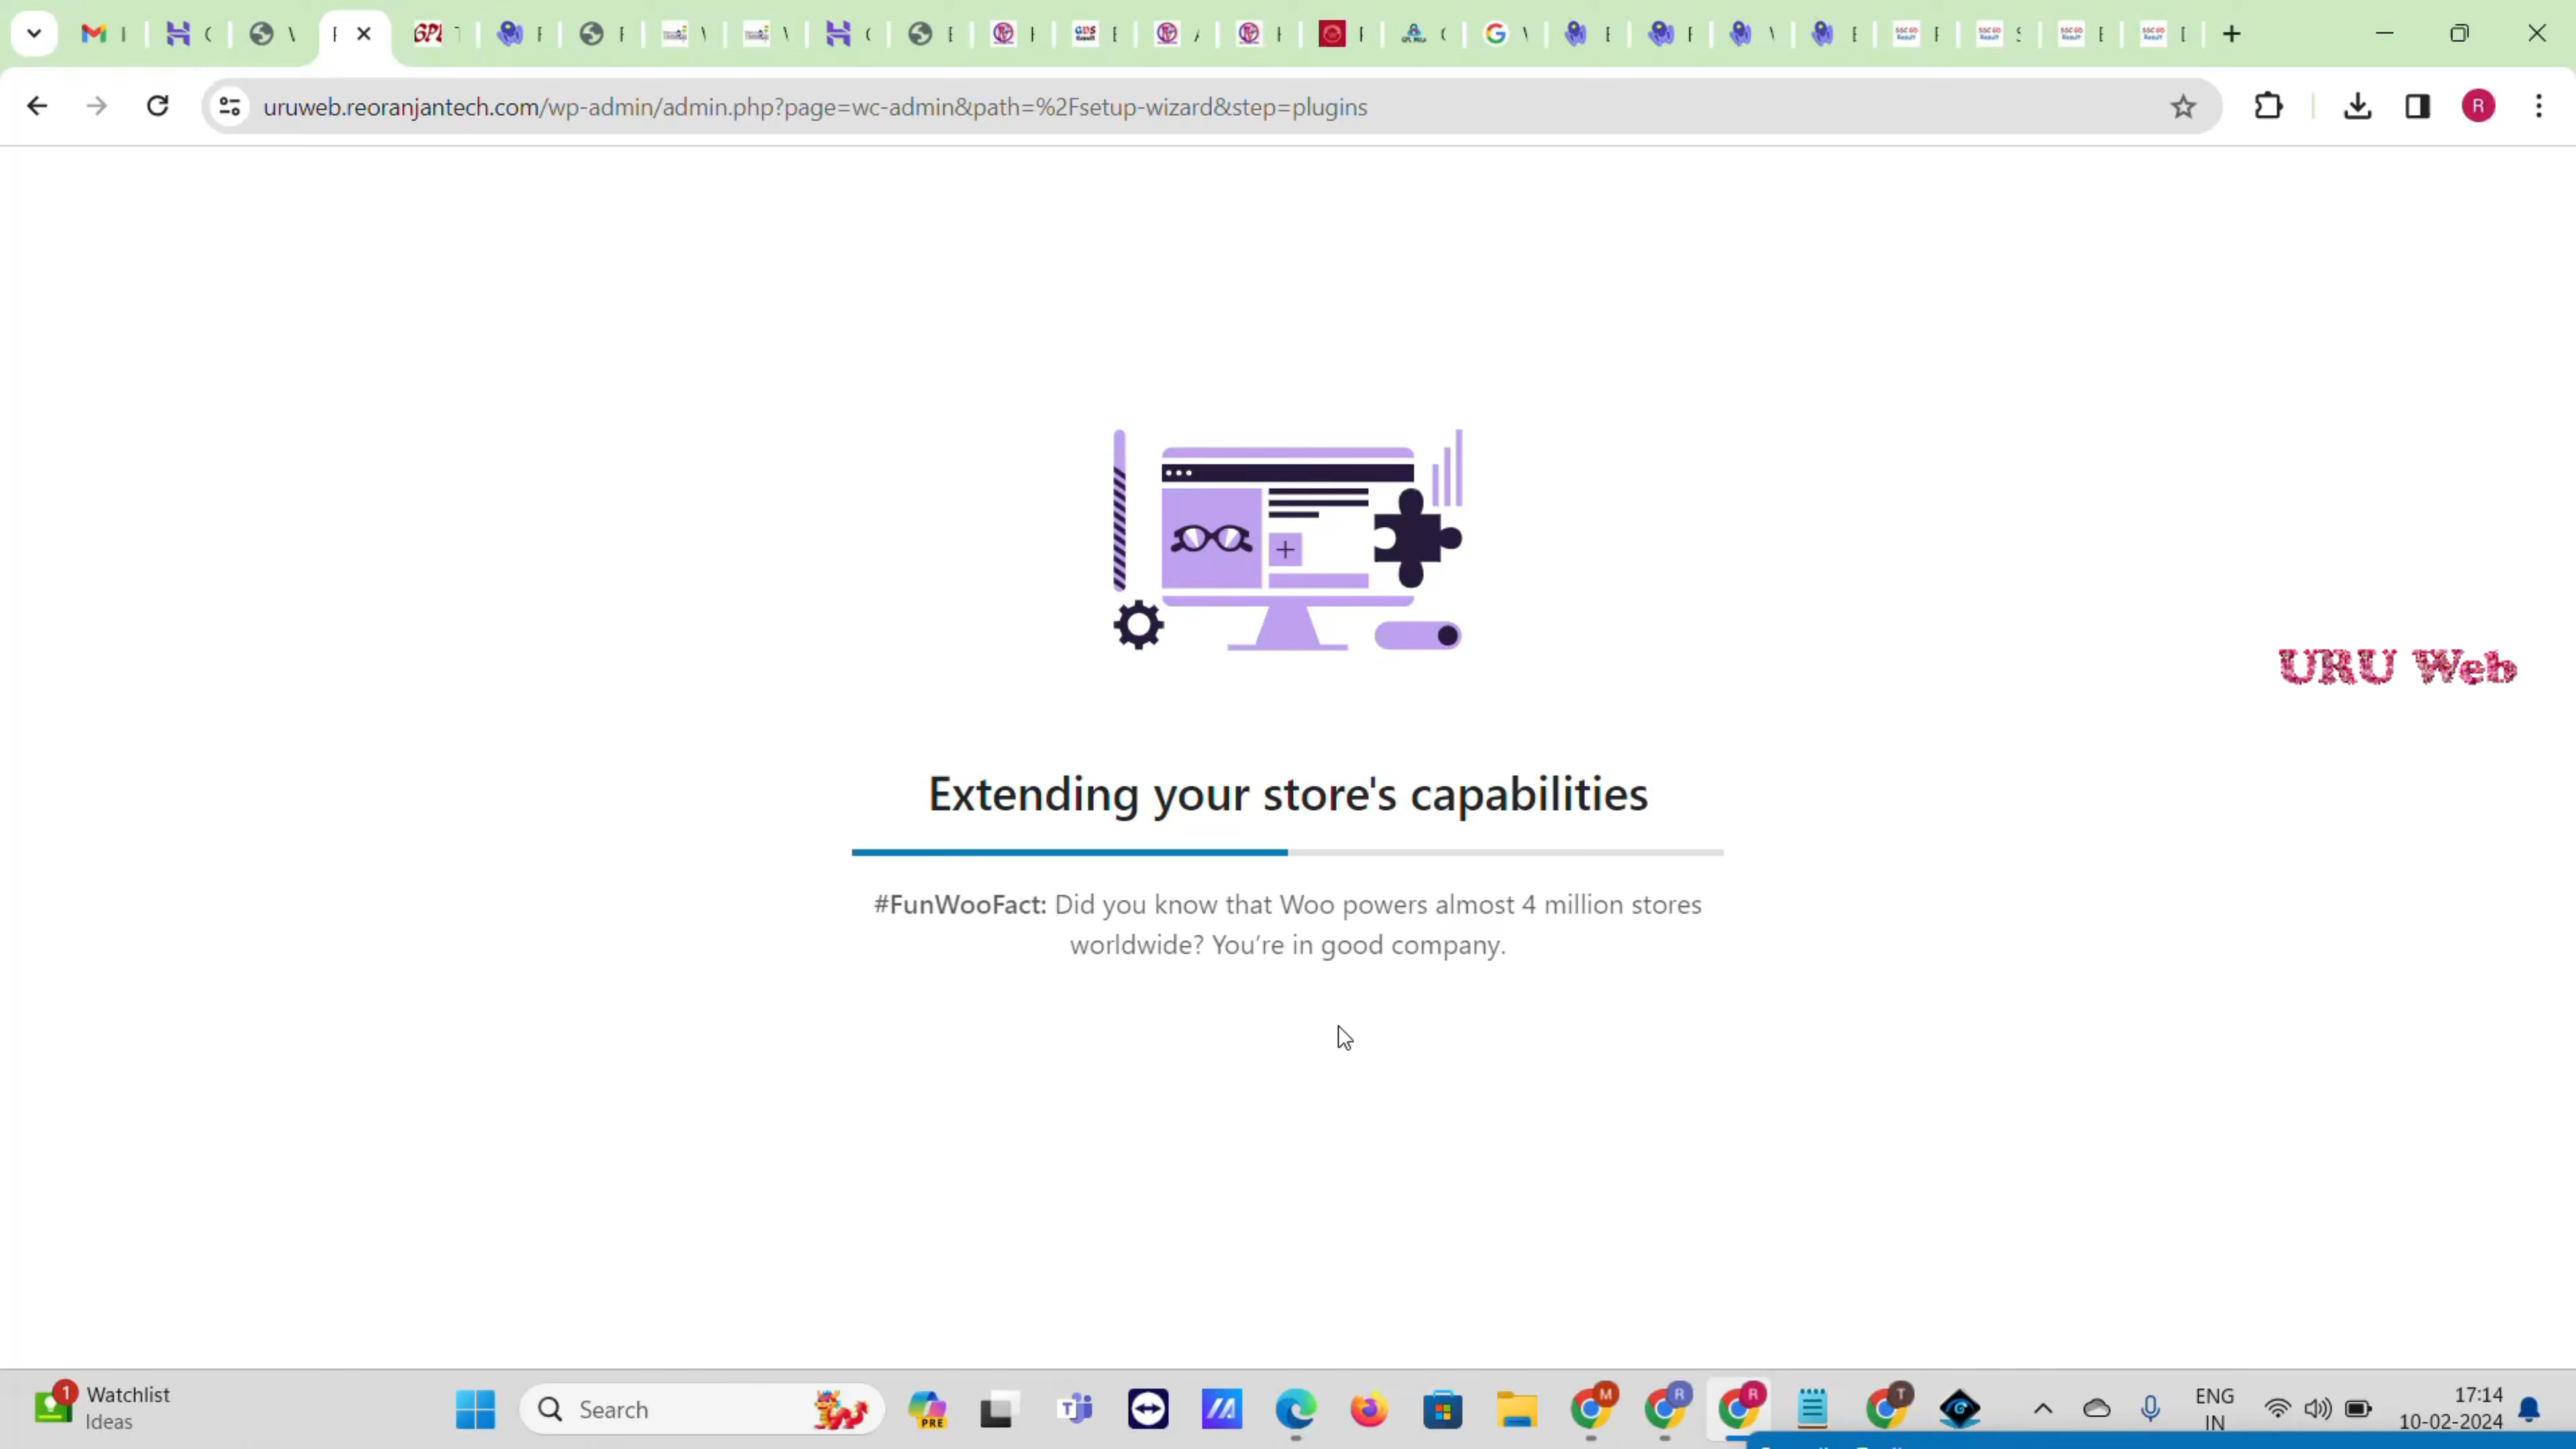 uruweb.reoranjantech.com/wp-admin/admin.php?page=wc-admin&path=%2Fsetup-wizard&step=plugins
R
URU Web
Extending your store's capabilities
#FunWooFact: Did you know that Woo powers almost 4 million stores
worldwide? You're in good company.
1
Watchlist
Ideas
Search
PRE
M
R
R
T
ENG
IN
17:14
10-02-2024